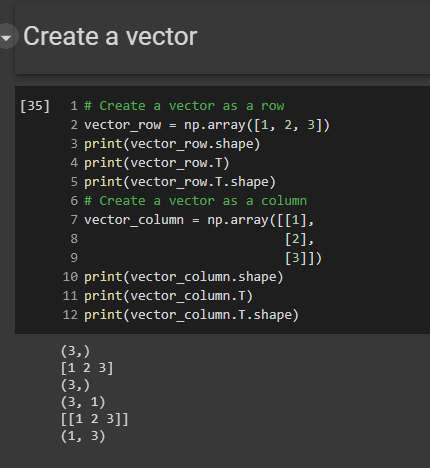 Create a vector
[35] 1 # Create a vector as a row
2 vector_row = np.array([1, 2, 3])
3 print(vector_row.shape)
4 print(vector_row.T)
5 print(vector_row.T.shape)
6 # Create a vector as a column
7 vector_column = np.array([[1],
8                           [2],
9                           [3]])
10 print(vector_column.shape)
11 print(vector_column.T)
12 print(vector_column.T.shape)
(3,)
[1 2 3]
(3,)
(3, 1)
[[1 2 3]]
(1, 3)